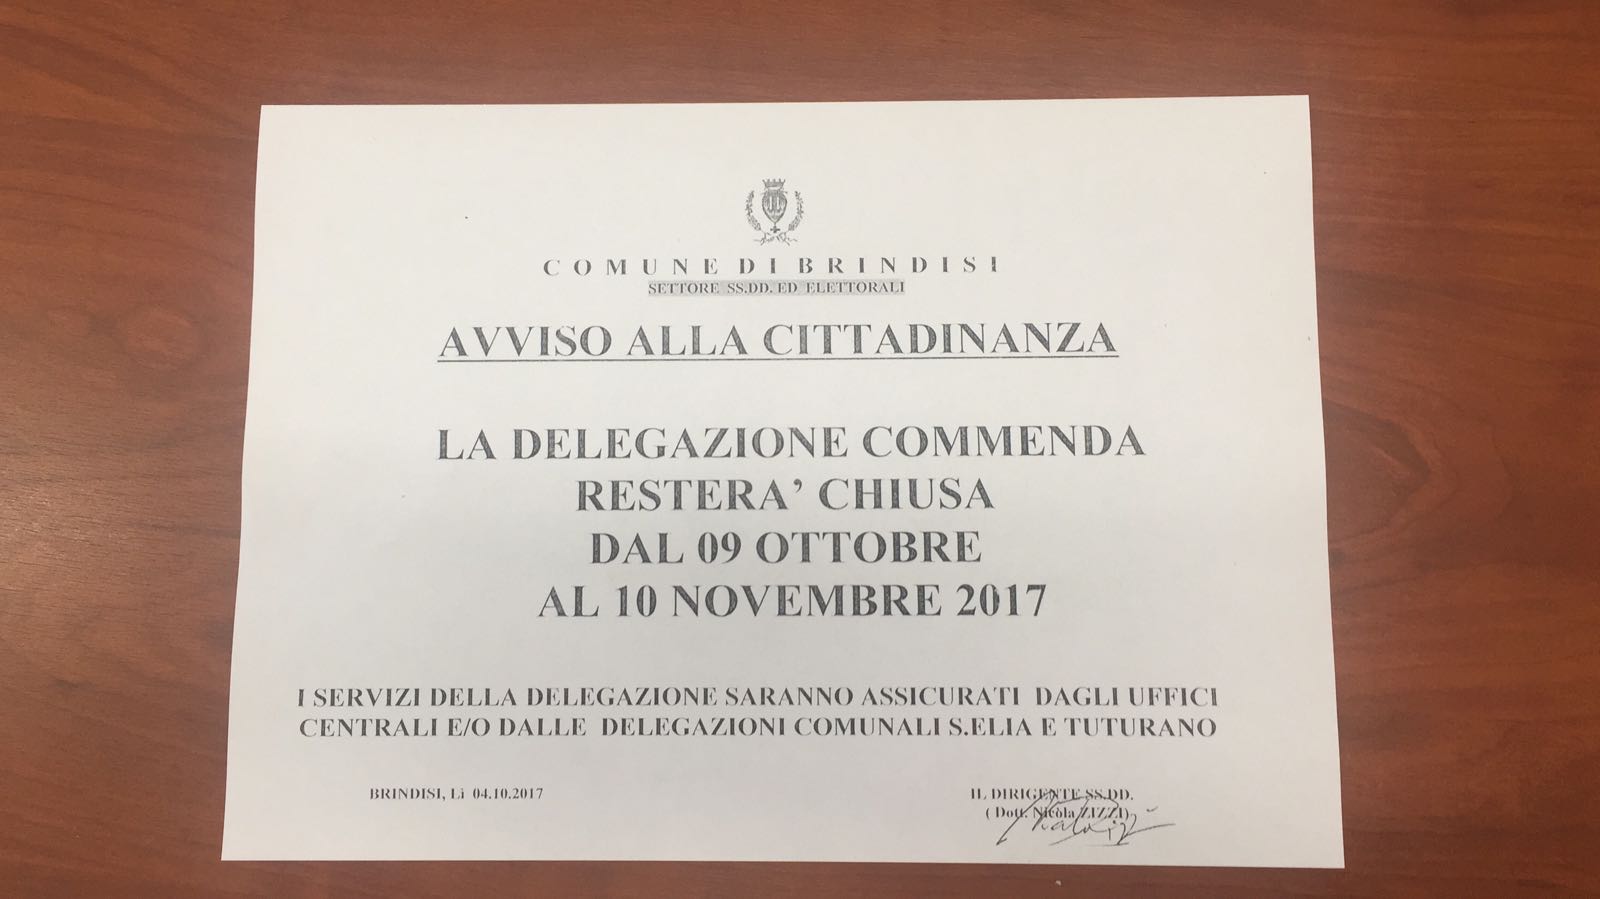 COMUNE DI BRINDISI
SETTORE SS.DD. ED ELETTORALI
AVVISO ALLA CITTADINANZA
LA DELEGAZIONE COMMENDA
RESTERA' CHIUSA
DAL 09 OTTOBRE
AL 10 NOVEMBRE 2017
I SERVIZI DELLA DELEGAZIONE SARANNO ASSICURATI DAGLI UFFICI
CENTRALI E/O DALLE DELEGAZIONI COMUNALI S.ELIA E TUTURANO
BRINDISI, Li 04.10.2017
IL DIRIGENTE SS.DD.
( Dott. Nicola ZIZZI)